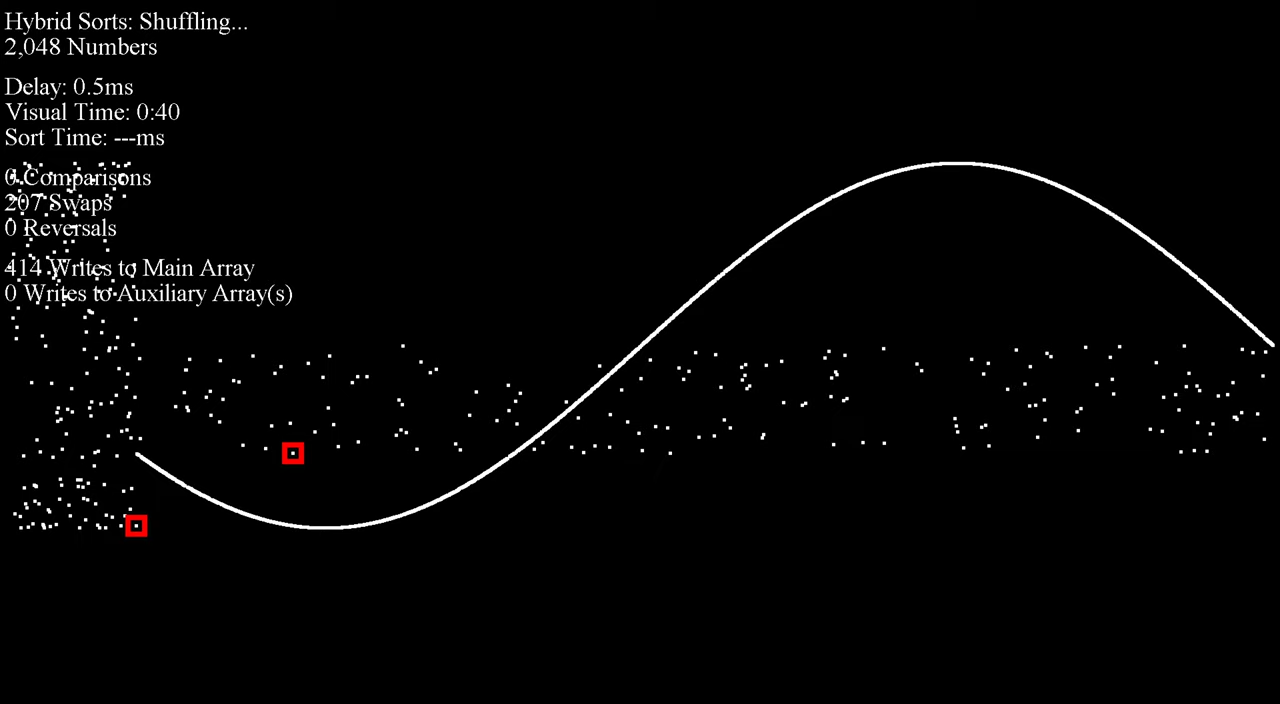 Hybrid Sorts: Shuffling...
2,048 Numbers
Delay: 0.5ms
Visual Time: 0:40
Sort Time: ---ms
0 Comparisons
207 Swaps
0 Reversals
414 Writes to Main Array
0 Writes to Auxiliary Array(s)